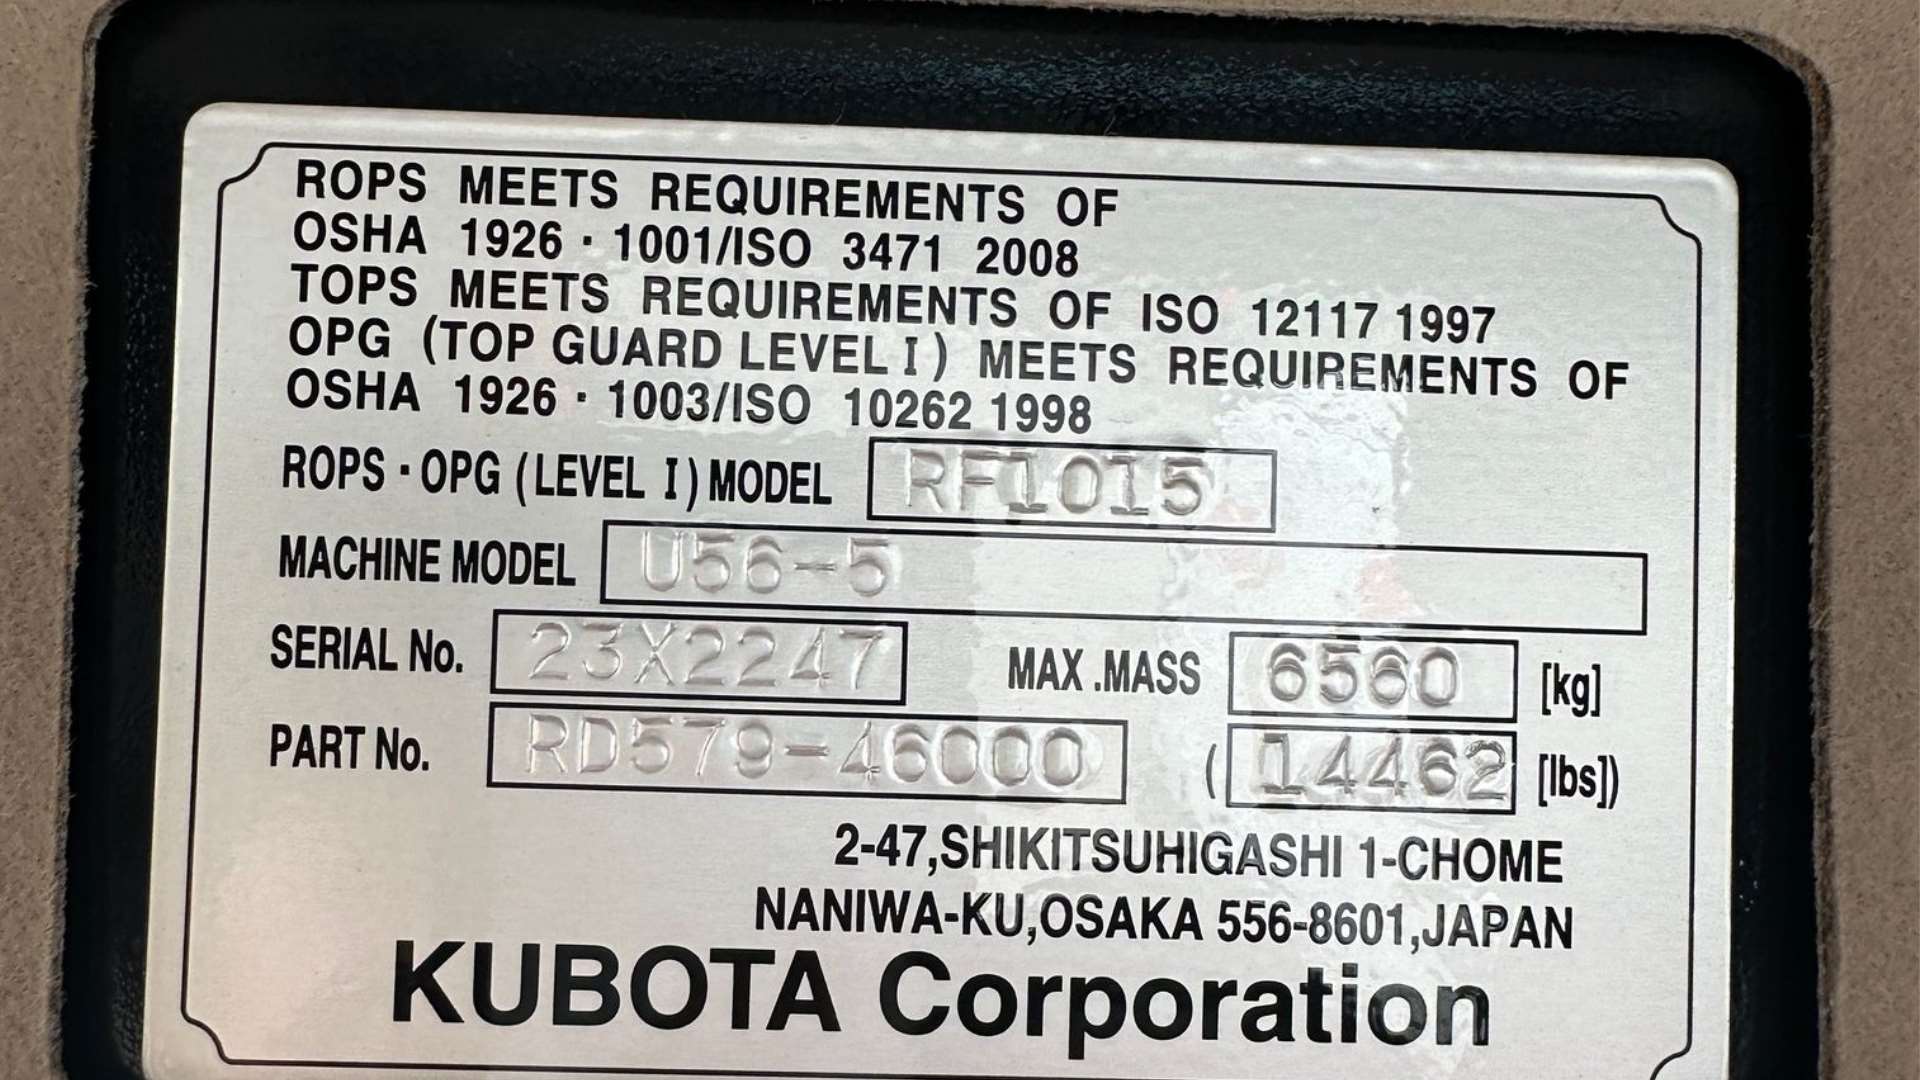 ROPS MEETS REQUIREMENTS OF
OSHA 1926・1001/ISO 3471 2008
TOPS MEETS REQUIREMENTS OF ISO 12117 1997
OPG (TOP GUARD LEVEL I) MEETS REQUIREMENTS OF
OSHA 1926・1003/ISO 10262 1998
ROPS・OPG (LEVEL I) MODEL RF1015
MACHINE MODEL U56-5
SERIAL No. 23X2247 MAX.MASS 6560 [kg]
PART No. RD579-46000 (14462 [lbs])
2-47,SHIKITSUHIGASHI 1-CHOME
NANIWA-KU,OSAKA 556-8601,JAPAN
KUBOTA Corporation